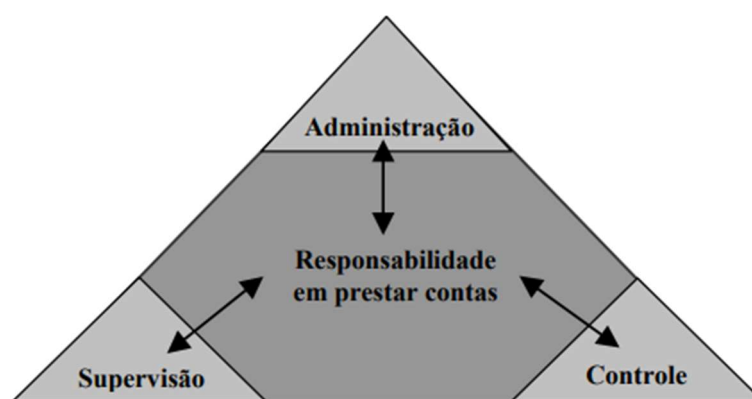 Administração
Responsabilidade
em prestar contas
Supervisão
Controle